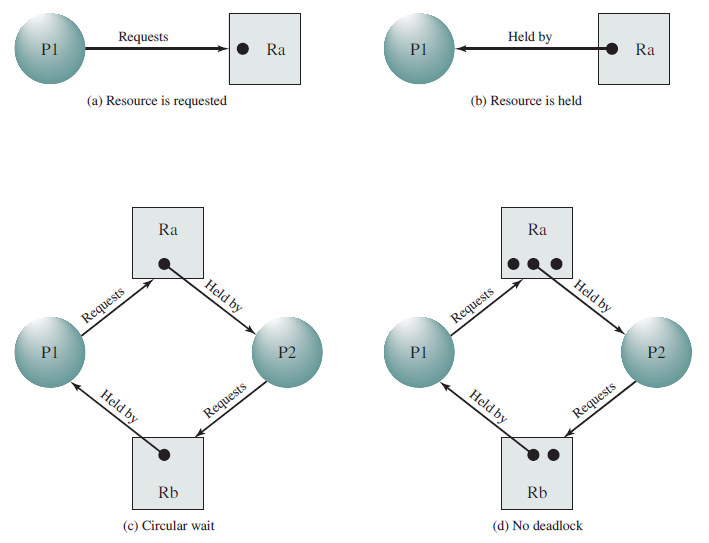 P1
Requests
Ra
(a) Resource is requested
P1
Held by
Ra
(b) Resource is held
Ra
Requests
Held by
P1
P2
Held by
Requests
Rb
(c) Circular wait
Ra
Requests
Held by
P1
P2
Held by
Requests
Rb
(d) No deadlock